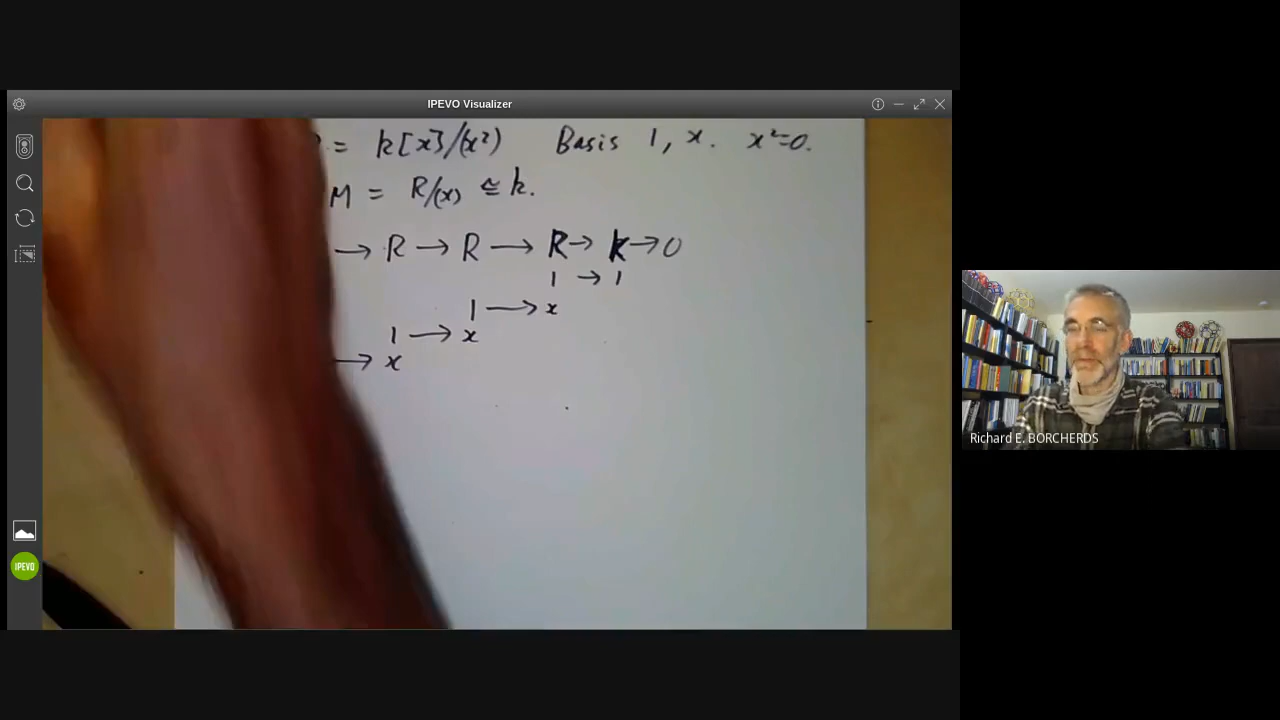 IPEVO Visualizer
= k[x]/(x²) Basis 1, x. x²=0.
M = R/(x) ≅ k.
→ R → R → R → k → 0
1 → 1
1 → x
1 → x
→ x
Richard E. BORCHERDS
IPEVO